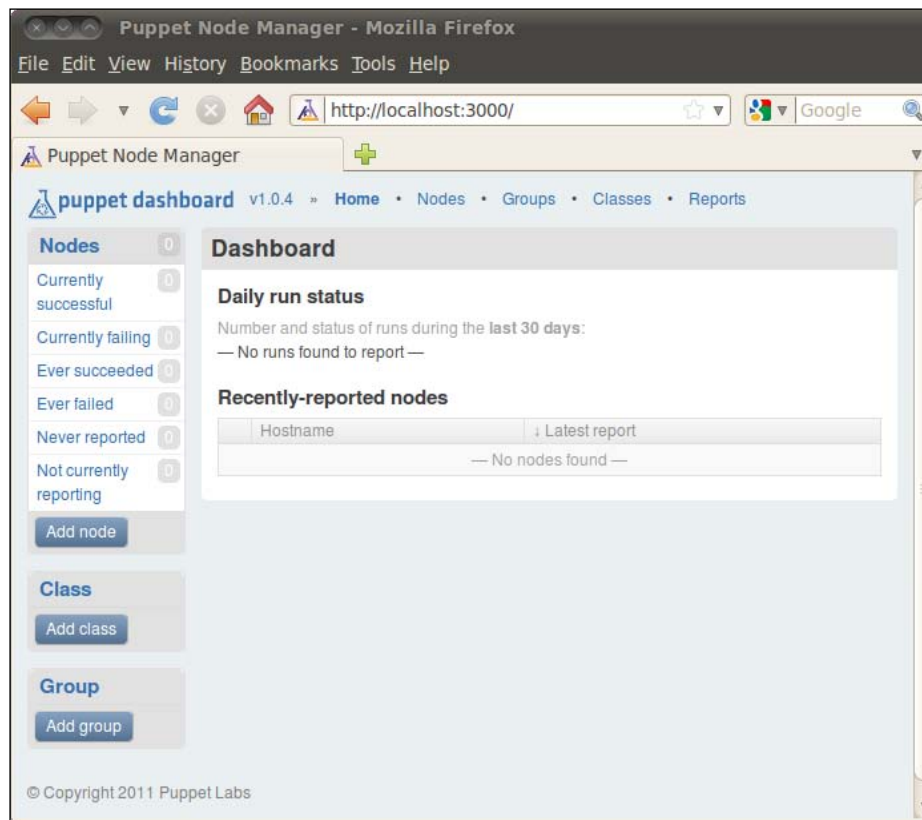 Puppet Node Manager - Mozilla Firefox
File Edit View History Bookmarks Tools Help
http://localhost:3000/
Google
Puppet Node Manager
puppet dashboard v1.0.4 » Home • Nodes • Groups • Classes • Reports
Nodes 0
Currently successful 0
Currently failing 0
Ever succeeded 0
Ever failed 0
Never reported 0
Not currently reporting 0
Add node
Class
Add class
Group
Add group
Dashboard
Daily run status
Number and status of runs during the last 30 days:
— No runs found to report —
Recently-reported nodes
Hostname ↓ Latest report
— No nodes found —
© Copyright 2011 Puppet Labs